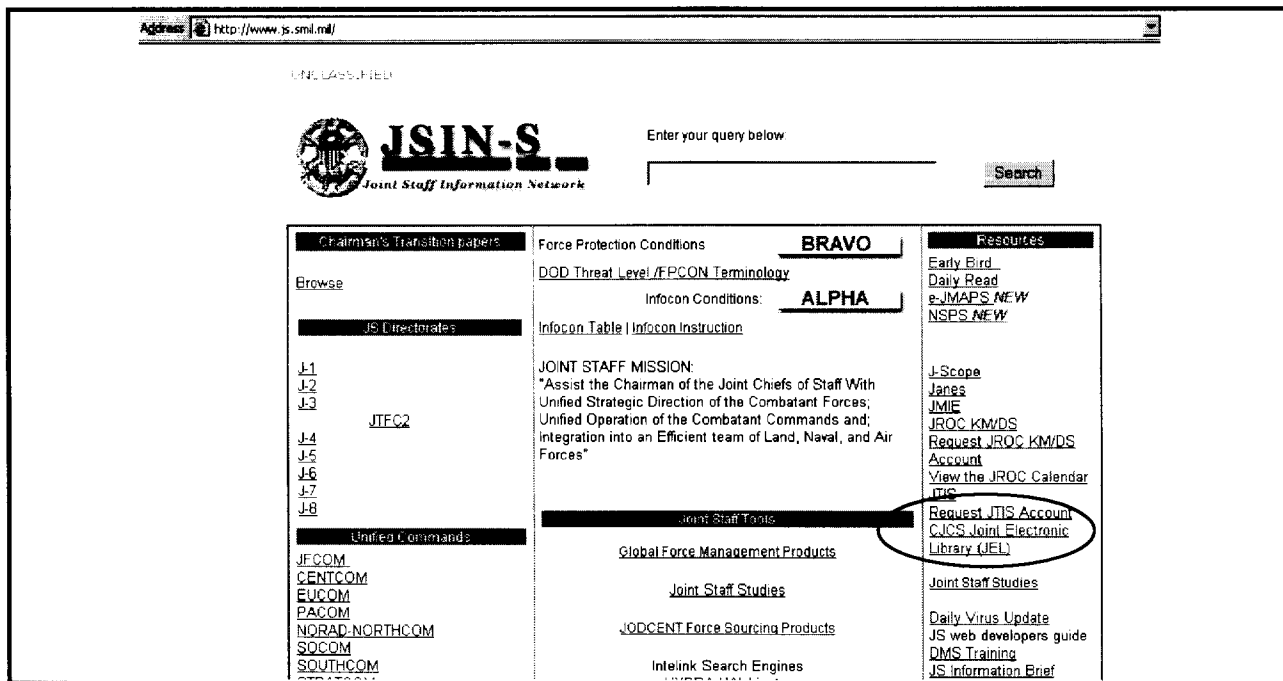 Address http://www.js.smil.mil/
UNCLASSIFIED
JSIN-S
Joint Staff Information Network
Enter your query below:
Search
Chairman's Transition papers
Browse
JS Directorates
J-1
J-2
J-3
JTFC2
J-4
J-5
J-6
J-7
J-8
Unified Commands
JFCOM
CENTCOM
EUCOM
PACOM
NORAD-NORTHCOM
SOCOM
SOUTHCOM
Force Protection Conditions BRAVO
DOD Threat Level /FPCON Terminology
Infocon Conditions: ALPHA
Infocon Table | Infocon Instruction
JOINT STAFF MISSION:
"Assist the Chairman of the Joint Chiefs of Staff With
Unified Strategic Direction of the Combatant Forces;
Unified Operation of the Combatant Commands and;
Integration into an Efficient team of Land, Naval, and Air
Forces"
Joint Staff Tools
Global Force Management Products
Joint Staff Studies
JODCENT Force Sourcing Products
Intelink Search Engines
Resources
Early Bird
Daily Read
e-JMAPS NEW
NSPS NEW
J-Scope
Janes
JMIE
JROC KM/DS
Request JROC KM/DS
Account
View the JROC Calendar
JTIS
Request JTIS Account
CJCS Joint Electronic
Library (JEL)
Joint Staff Studies
Daily Virus Update
JS web developers guide
DMS Training
JS Information Brief